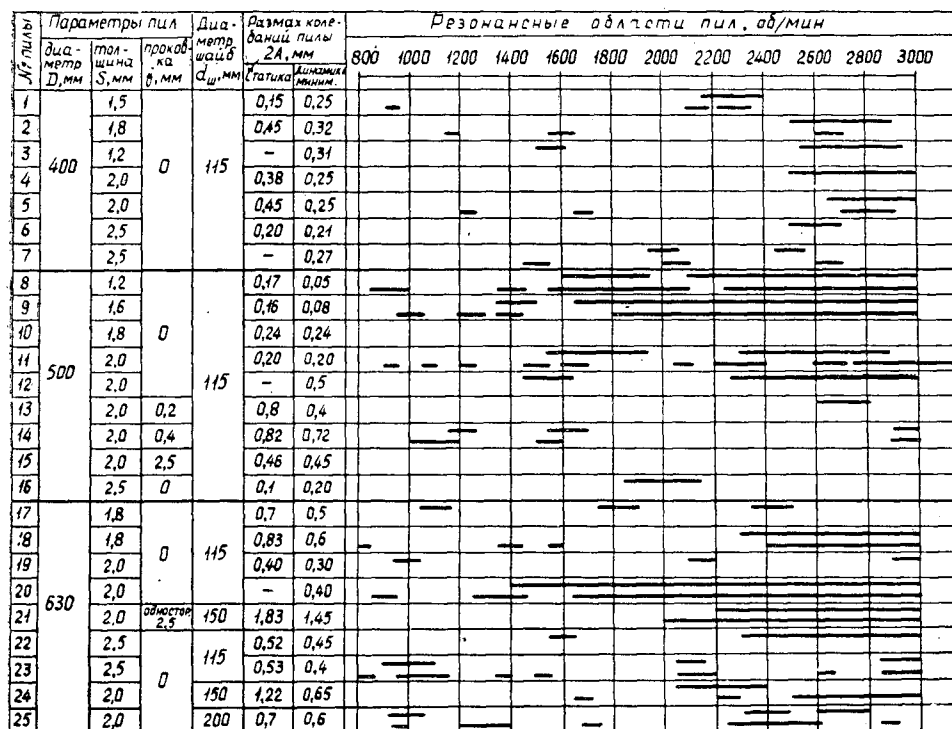 № пилы Параметры пил Диаметр шайб dш, мм Размах колебаний пилы 2A, мм Резонансные области пил, об/мин
диаметр D, мм толщина S, мм проковка δ, мм Статика Динамика миним. 800 1000 1200 1400 1600 1800 2000 2200 2400 2600 2800 3000
1 1,5 0,15 0,25
2 1,8 0,45 0,32
3 1,2 – 0,31
400 0 115
4 2,0 0,38 0,25
5 2,0 0,45 0,25
6 2,5 0,20 0,21
7 2,5 – 0,27
8 1,2 0,17 0,05
9 1,6 0,16 0,08
10 1,8 0 0,24 0,24
11 2,0 0,20 0,20
500 115
12 2,0 – 0,5
13 2,0 0,2 0,8 0,4
14 2,0 0,4 0,82 0,72
15 2,0 2,5 0,46 0,45
16 2,5 0 0,1 0,20
17 1,8 0,7 0,5
18 1,8 0,83 0,6
0 115
19 2,0 0,40 0,30
20 2,0 – 0,40
630
21 2,0 одностор. 2,5 150 1,83 1,45
22 2,5 0,52 0,45
115
23 2,5 0,53 0,4
0
24 2,0 150 1,22 0,65
25 2,0 200 0,7 0,6